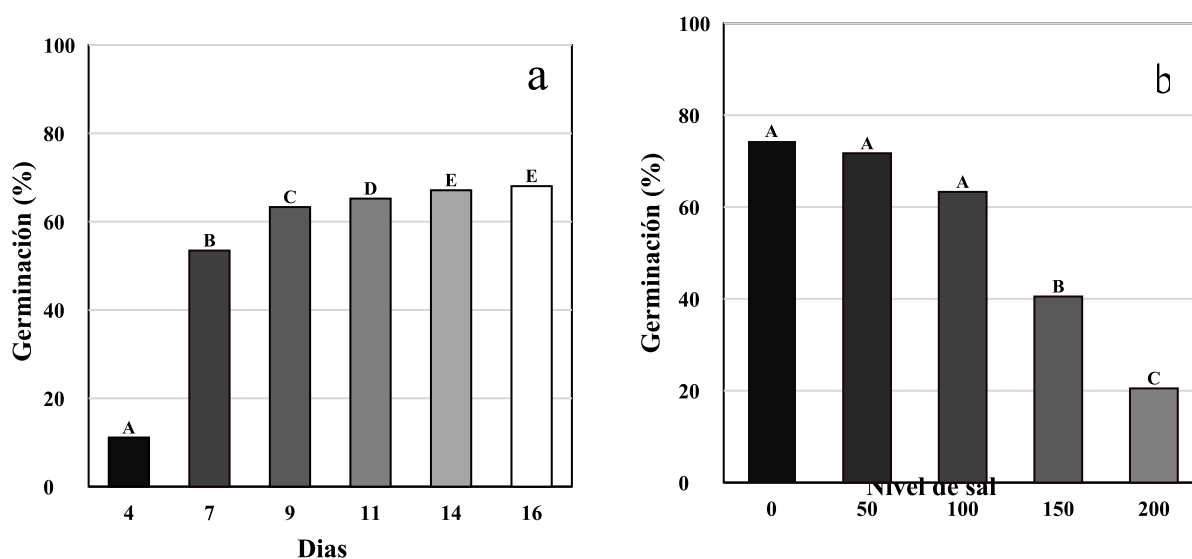 a
Germinación (%)
100
80
60
40
20
0
A
B
C
D
E
E
4 7 9 11 14 16
Dias
b
Germinación (%)
100
80
60
40
20
0
A
A
A
B
C
Nivel de sal
0 50 100 150 200